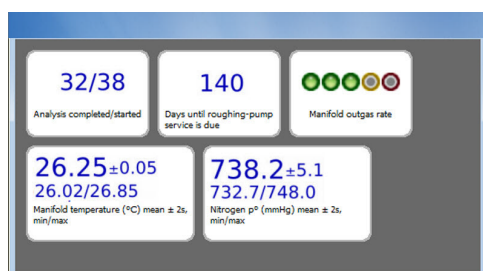 32/38
Analysis completed/started
140
Days until roughing-pump
service is due
Manifold outgas rate
26.25±0.05
26.02/26.85
Manifold temperature (ºC) mean ± 2s,
min/max
738.2±5.1
732.7/748.0
Nitrogen pº (mmHg) mean ± 2s,
min/max